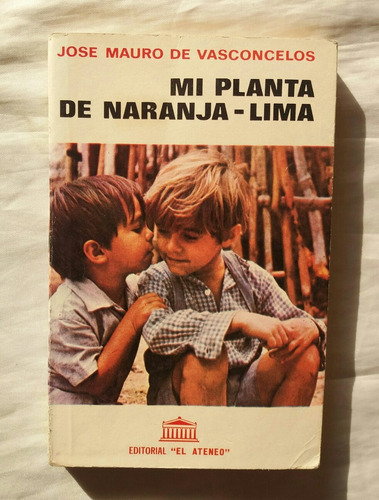 JOSE MAURO DE VASCONCELOS
MI PLANTA
DE NARANJA-LIMA
EDITORIAL "EL ATENEO"